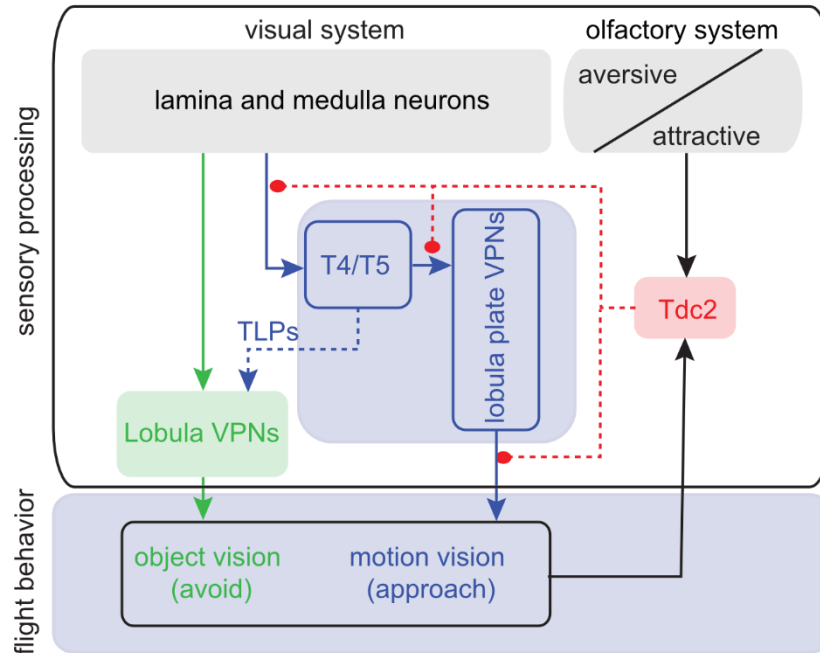 visual system
olfactory system
lamina and medulla neurons
aversive
attractive
sensory processing
T4/T5
lobula plate VPNs
Tdc2
TLPs
Lobula VPNs
flight behavior
object vision
(avoid)
motion vision
(approach)